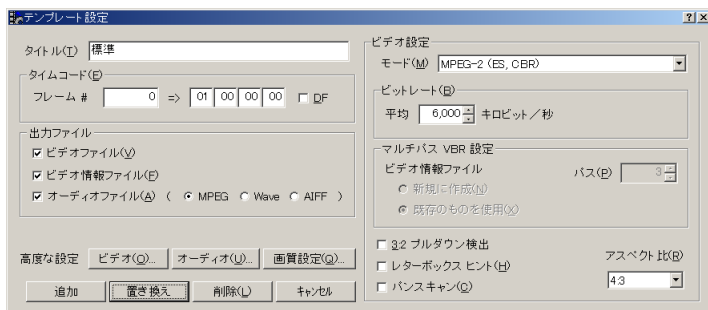 テンプレート設定
タイトル(T) 標準
タイムコード(E)
フレーム # 0 => 01 00 00 00 DF
出力ファイル
ビデオファイル(V)
ビデオ情報ファイル(F)
オーディオファイル(A) ( MPEG Wave AIFF )
高度な設定 ビデオ(O)... オーディオ(U)... 画質設定(Q)...
追加 置き換え 削除(L) キャンセル
ビデオ設定
モード(M) MPEG-2 (ES, CBR)
ビットレート(B)
平均 6,000 キロビット/秒
マルチパス VBR 設定
ビデオ情報ファイル パス(P) 3
新規に作成(N)
既存のものを使用(X)
3:2 プルダウン検出
レターボックス ヒント(H)
パンスキャン(C)
アスペクト比(R)
4:3